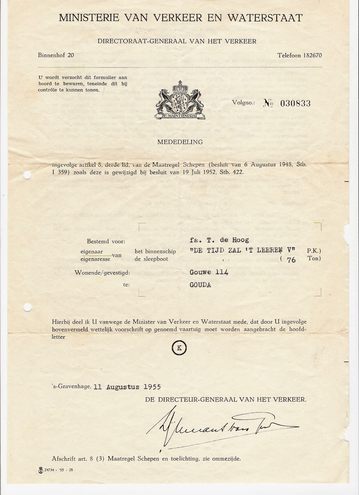 MINISTERIE VAN VERKEER EN WATERSTAAT
DIRECTORAAT-GENERAAL VAN HET VERKEER
Binnenhof 20 Telefoon 182670
U wordt verzocht dit formulier aan
boord te bewaren, teneinde dit bij
contrôle te kunnen tonen.
Volgno.: No 030833
MEDEDELING
ingevolge artikel 8, derde lid, van de Maatregel Schepen (besluit van 6 Augustus 1948, Stb.
I 359) zoals deze is gewijzigd bij besluit van 19 Juli 1952, Stb. 422.
Bestemd voor: fa. T. de Hoog
eigenaar van het binnenschip "DE TIJD ZAL 'T LEEREN V" P.K.)
eigenaresse de sleepboot ( 76 Ton)
Wonende/gevestigd: Gouwe 114
te: GOUDA
Hierbij deel ik U vanwege de Minister van Verkeer en Waterstaat mede, dat door U ingevolge
bovenvermeld wettelijk voorschrift op genoemd vaartuig moet worden aangebracht de hoofd-
letter
K
's-Gravenhage, 11 Augustus 1955
DE DIRECTEUR-GENERAAL VAN HET VERKEER.
Afschrift art. 8 (3) Maatregel Schepen en toelichting, zie ommezijde.